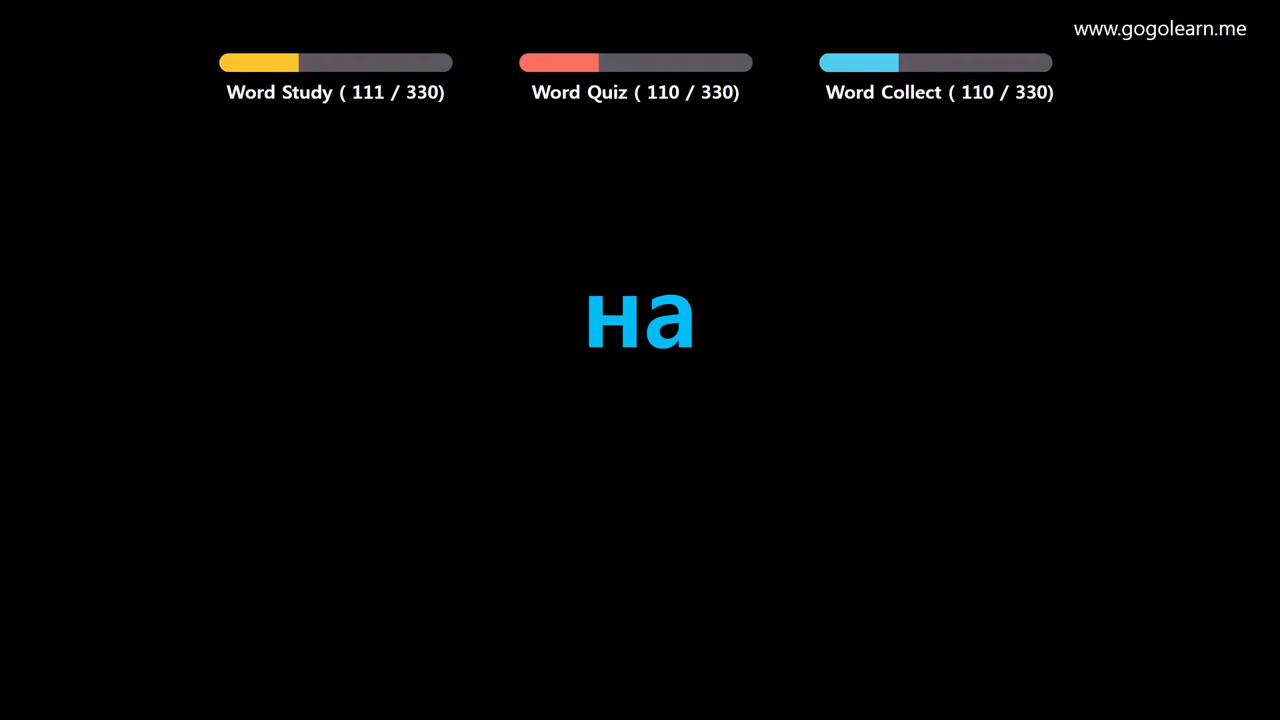 www.gogolearn.me
Word Study ( 111 / 330)
Word Quiz ( 110 / 330)
Word Collect ( 110 / 330)
на